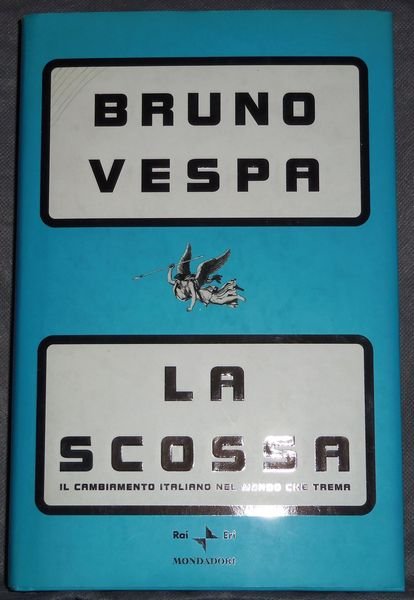 BRUNO
VESPA
LA
SCOSSA
IL CAMBIAMENTO ITALIANO NEL MONDO CHE TREMA
Rai Eri
MONDADORI